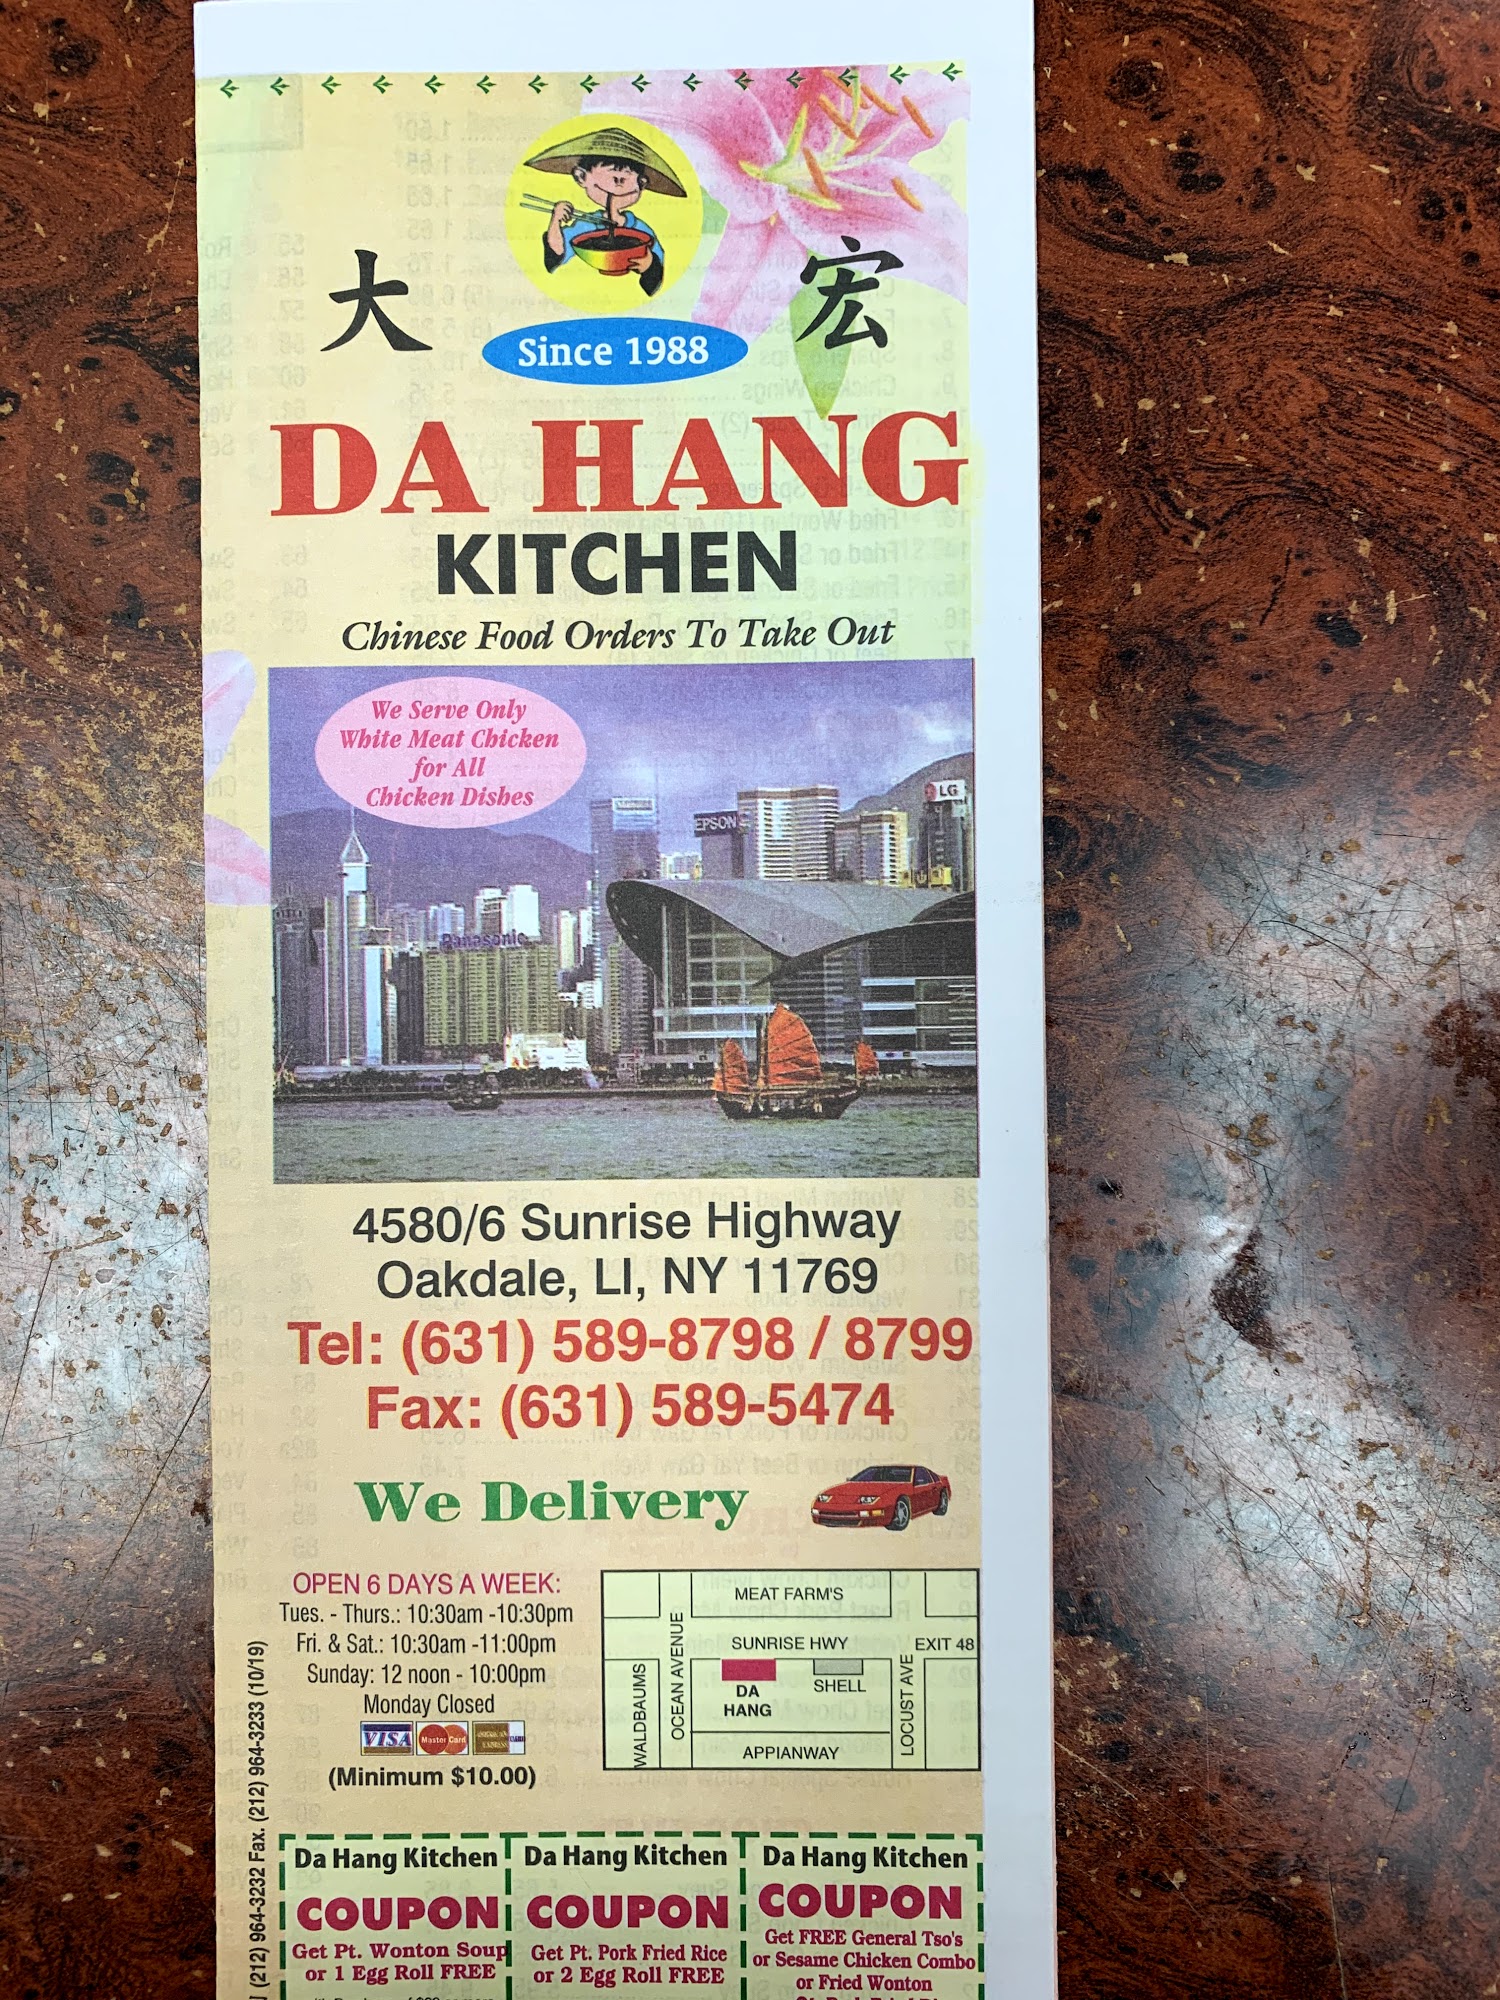 大 宏
Since 1988
DA HANG
KITCHEN
Chinese Food Orders To Take Out
We Serve Only
White Meat Chicken
for All
Chicken Dishes
EPSON
LG
Panasonic
4580/6 Sunrise Highway
Oakdale, LI, NY 11769
Tel: (631) 589-8798 / 8799
Fax: (631) 589-5474
We Delivery
OPEN 6 DAYS A WEEK:
Tues. - Thurs.: 10:30am -10:30pm
Fri. & Sat.: 10:30am -11:00pm
Sunday: 12 noon - 10:00pm
Monday Closed
VISA MasterCard AMERICAN EXPRESS
(Minimum $10.00)
MEAT FARM'S
SUNRISE HWY
EXIT 48
WALDBAUMS
OCEAN AVENUE
DA
HANG
SHELL
LOCUST AVE
APPIANWAY
(212) 964-3232 Fax. (212) 964-3233 (10/19)
Da Hang Kitchen
COUPON
Get Pt. Wonton Soup
or 1 Egg Roll FREE
Da Hang Kitchen
COUPON
Get Pt. Pork Fried Rice
or 2 Egg Roll FREE
Da Hang Kitchen
COUPON
Get FREE General Tso's
or Sesame Chicken Combo
or Fried Wonton